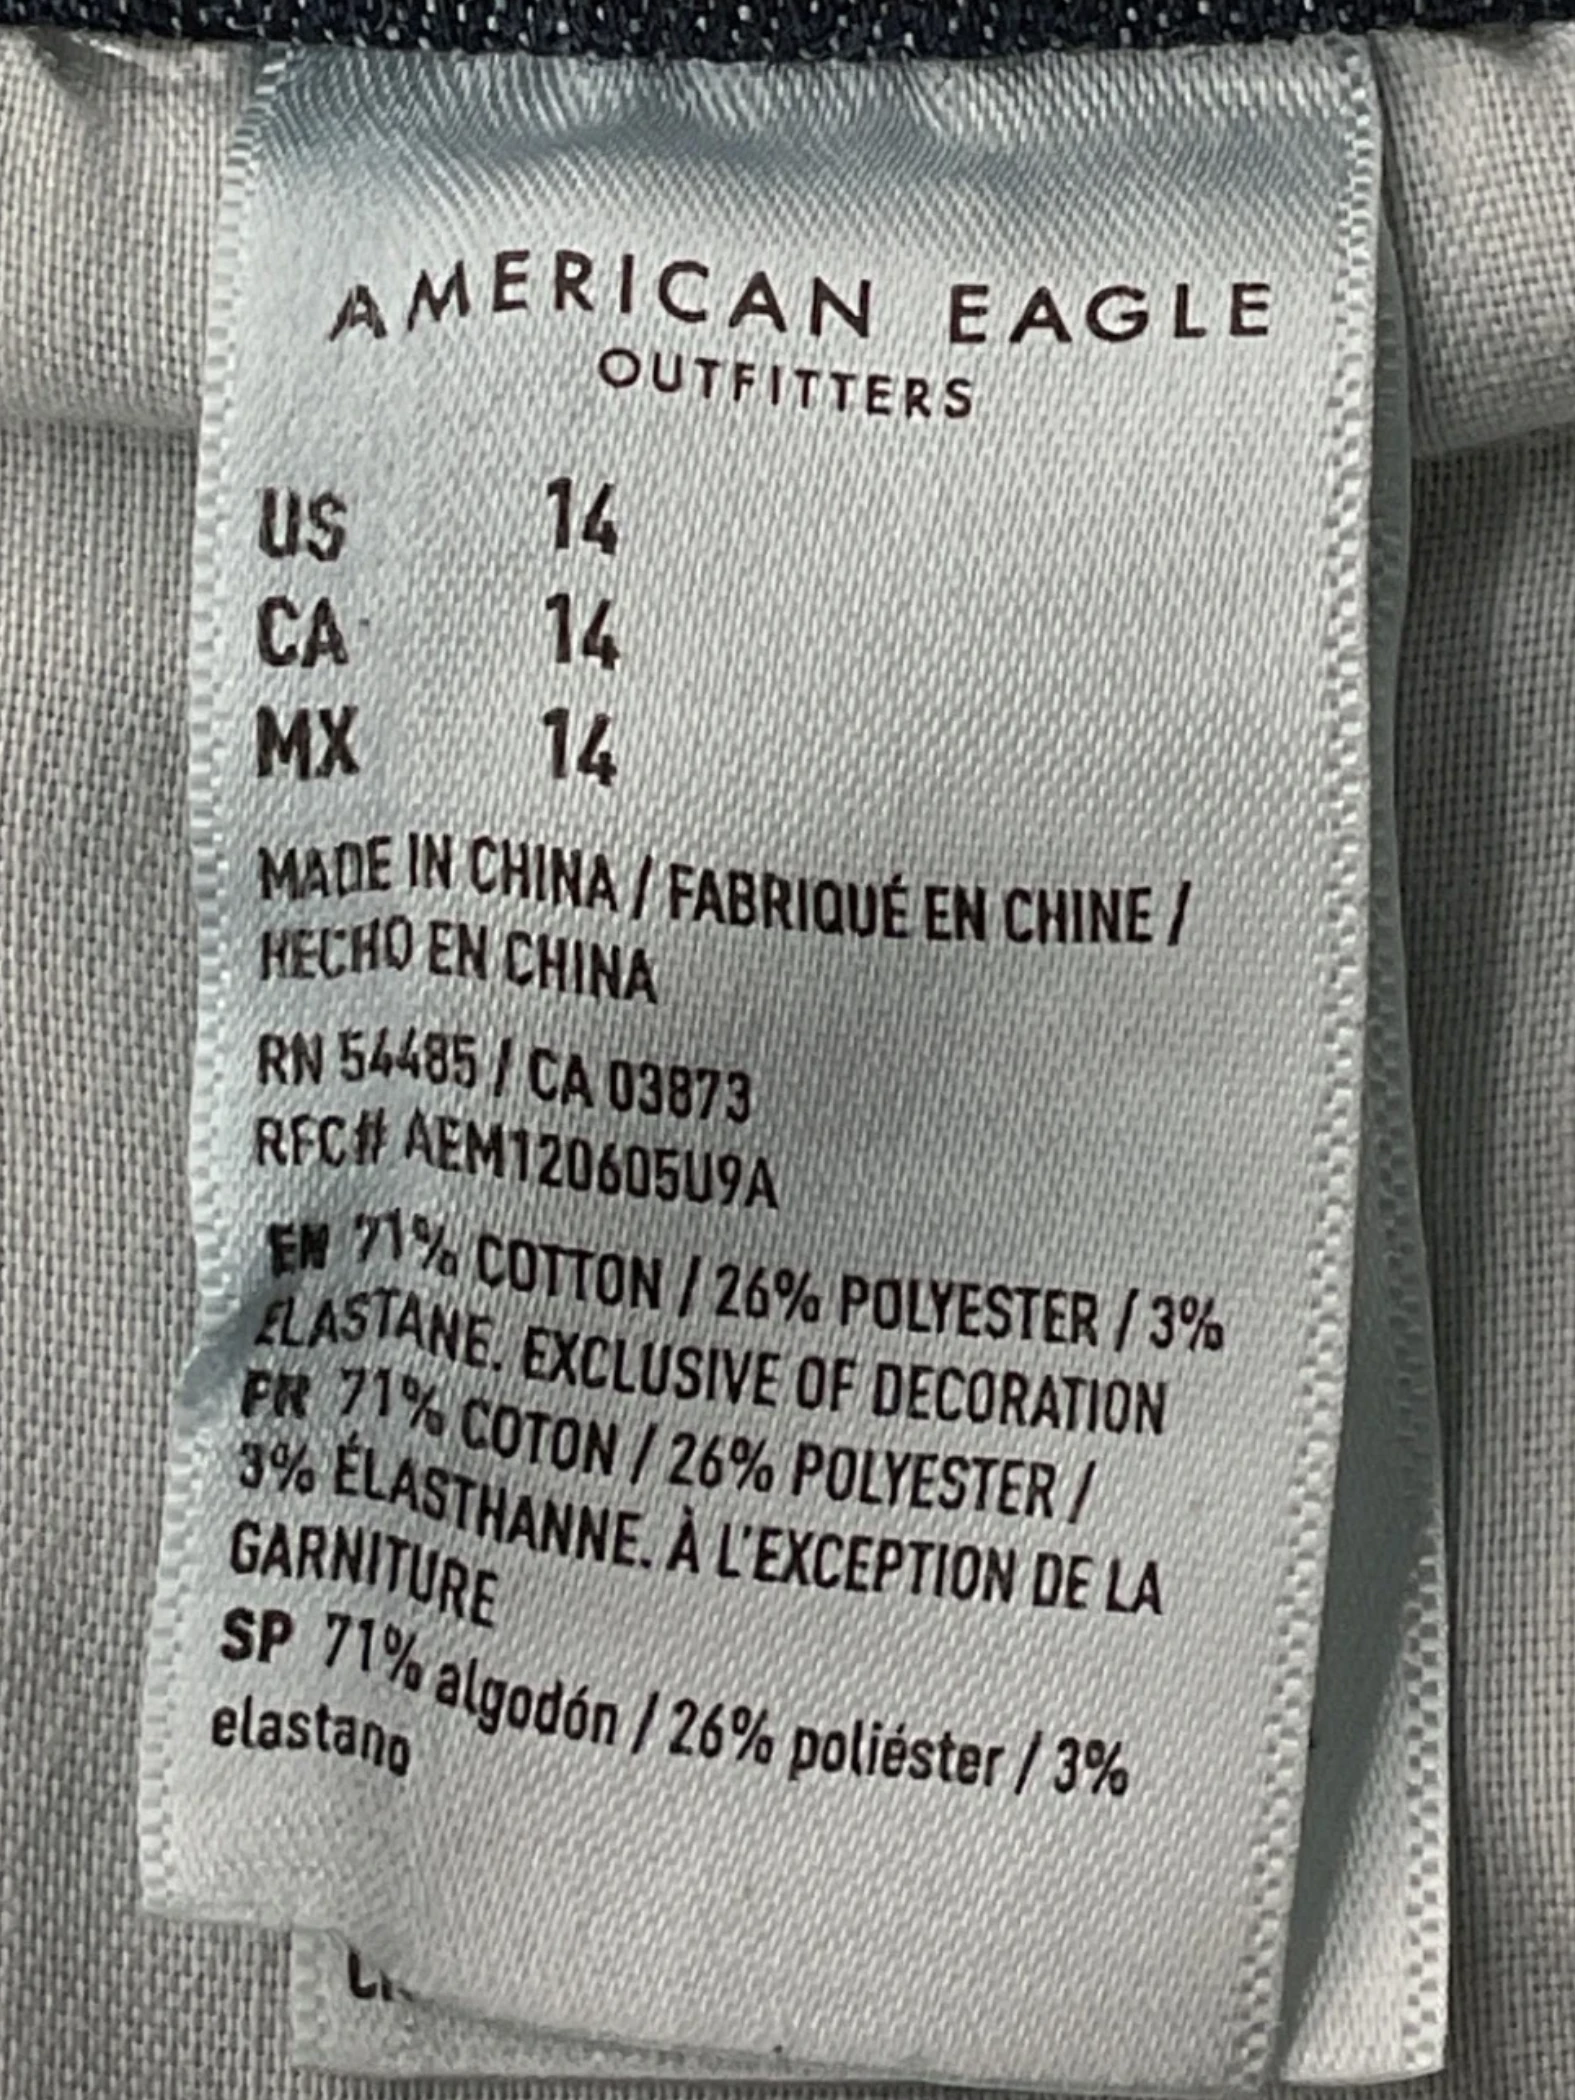 AMERICAN EAGLE
OUTFITTERS
US 14
CA 14
MX 14
MADE IN CHINA / FABRIQUÉ EN CHINE /
HECHO EN CHINA
RN 54485 / CA 03873
RFC# AEM120605U9A
EN 71% COTTON / 26% POLYESTER / 3%
ELASTANE. EXCLUSIVE OF DECORATION
FR 71% COTON / 26% POLYESTER /
3% ÉLASTHANNE. À L'EXCEPTION DE LA
GARNITURE
SP 71% algodón / 26% poliéster / 3%
elastano